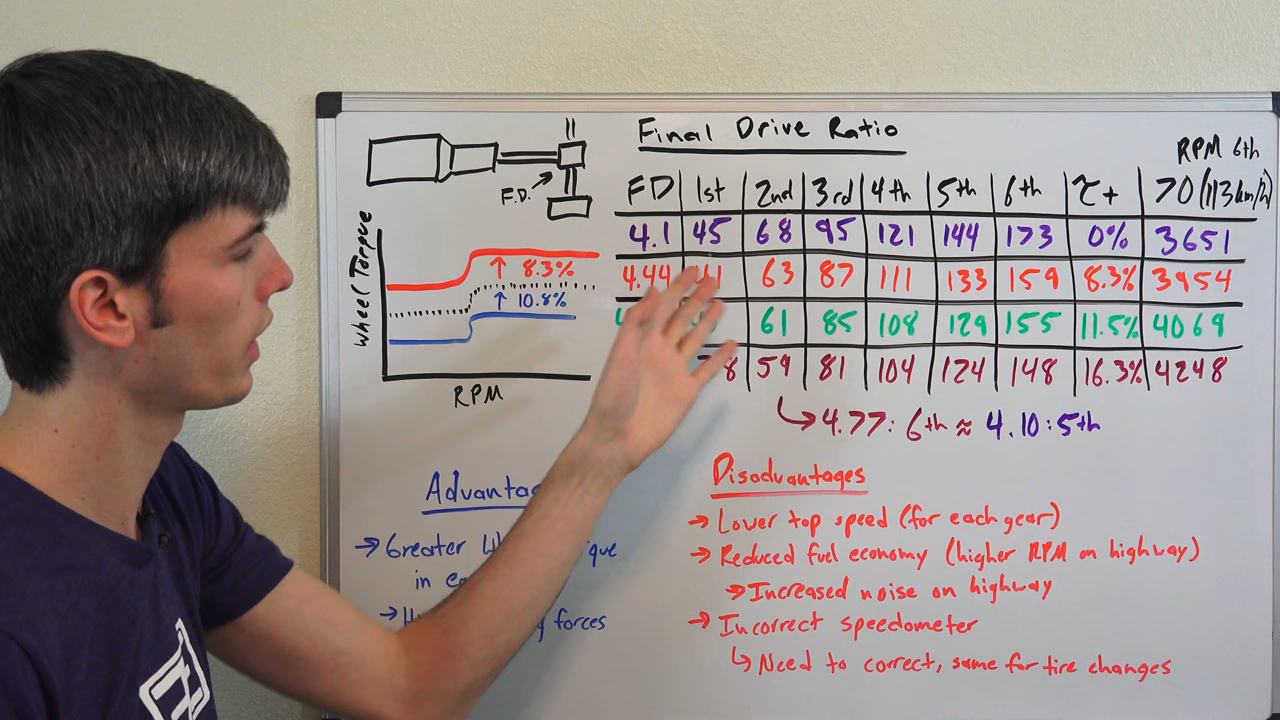 Final Drive Ratio
RPM 6th
F.D.
FD 1st 2nd 3rd 4th 5th 6th τ+ 70 (113 km/h)
4.1 45 68 95 121 144 173 0% 3651
4.44 63 87 111 133 159 8.3% 3954
61 85 108 129 155 11.5% 4069
59 81 104 124 148 16.3% 4248
4.77: 6th ≈ 4.10: 5th
Wheel Torque
↑ 8.3%
↑ 10.8%
RPM
→ Greater
in
forces
Disadvantages
→ Lower top speed (for each gear)
→ Reduced fuel economy (higher RPM on highway)
→ Increased noise on highway
→ Incorrect speedometer
↳ Need to correct, same for tire changes